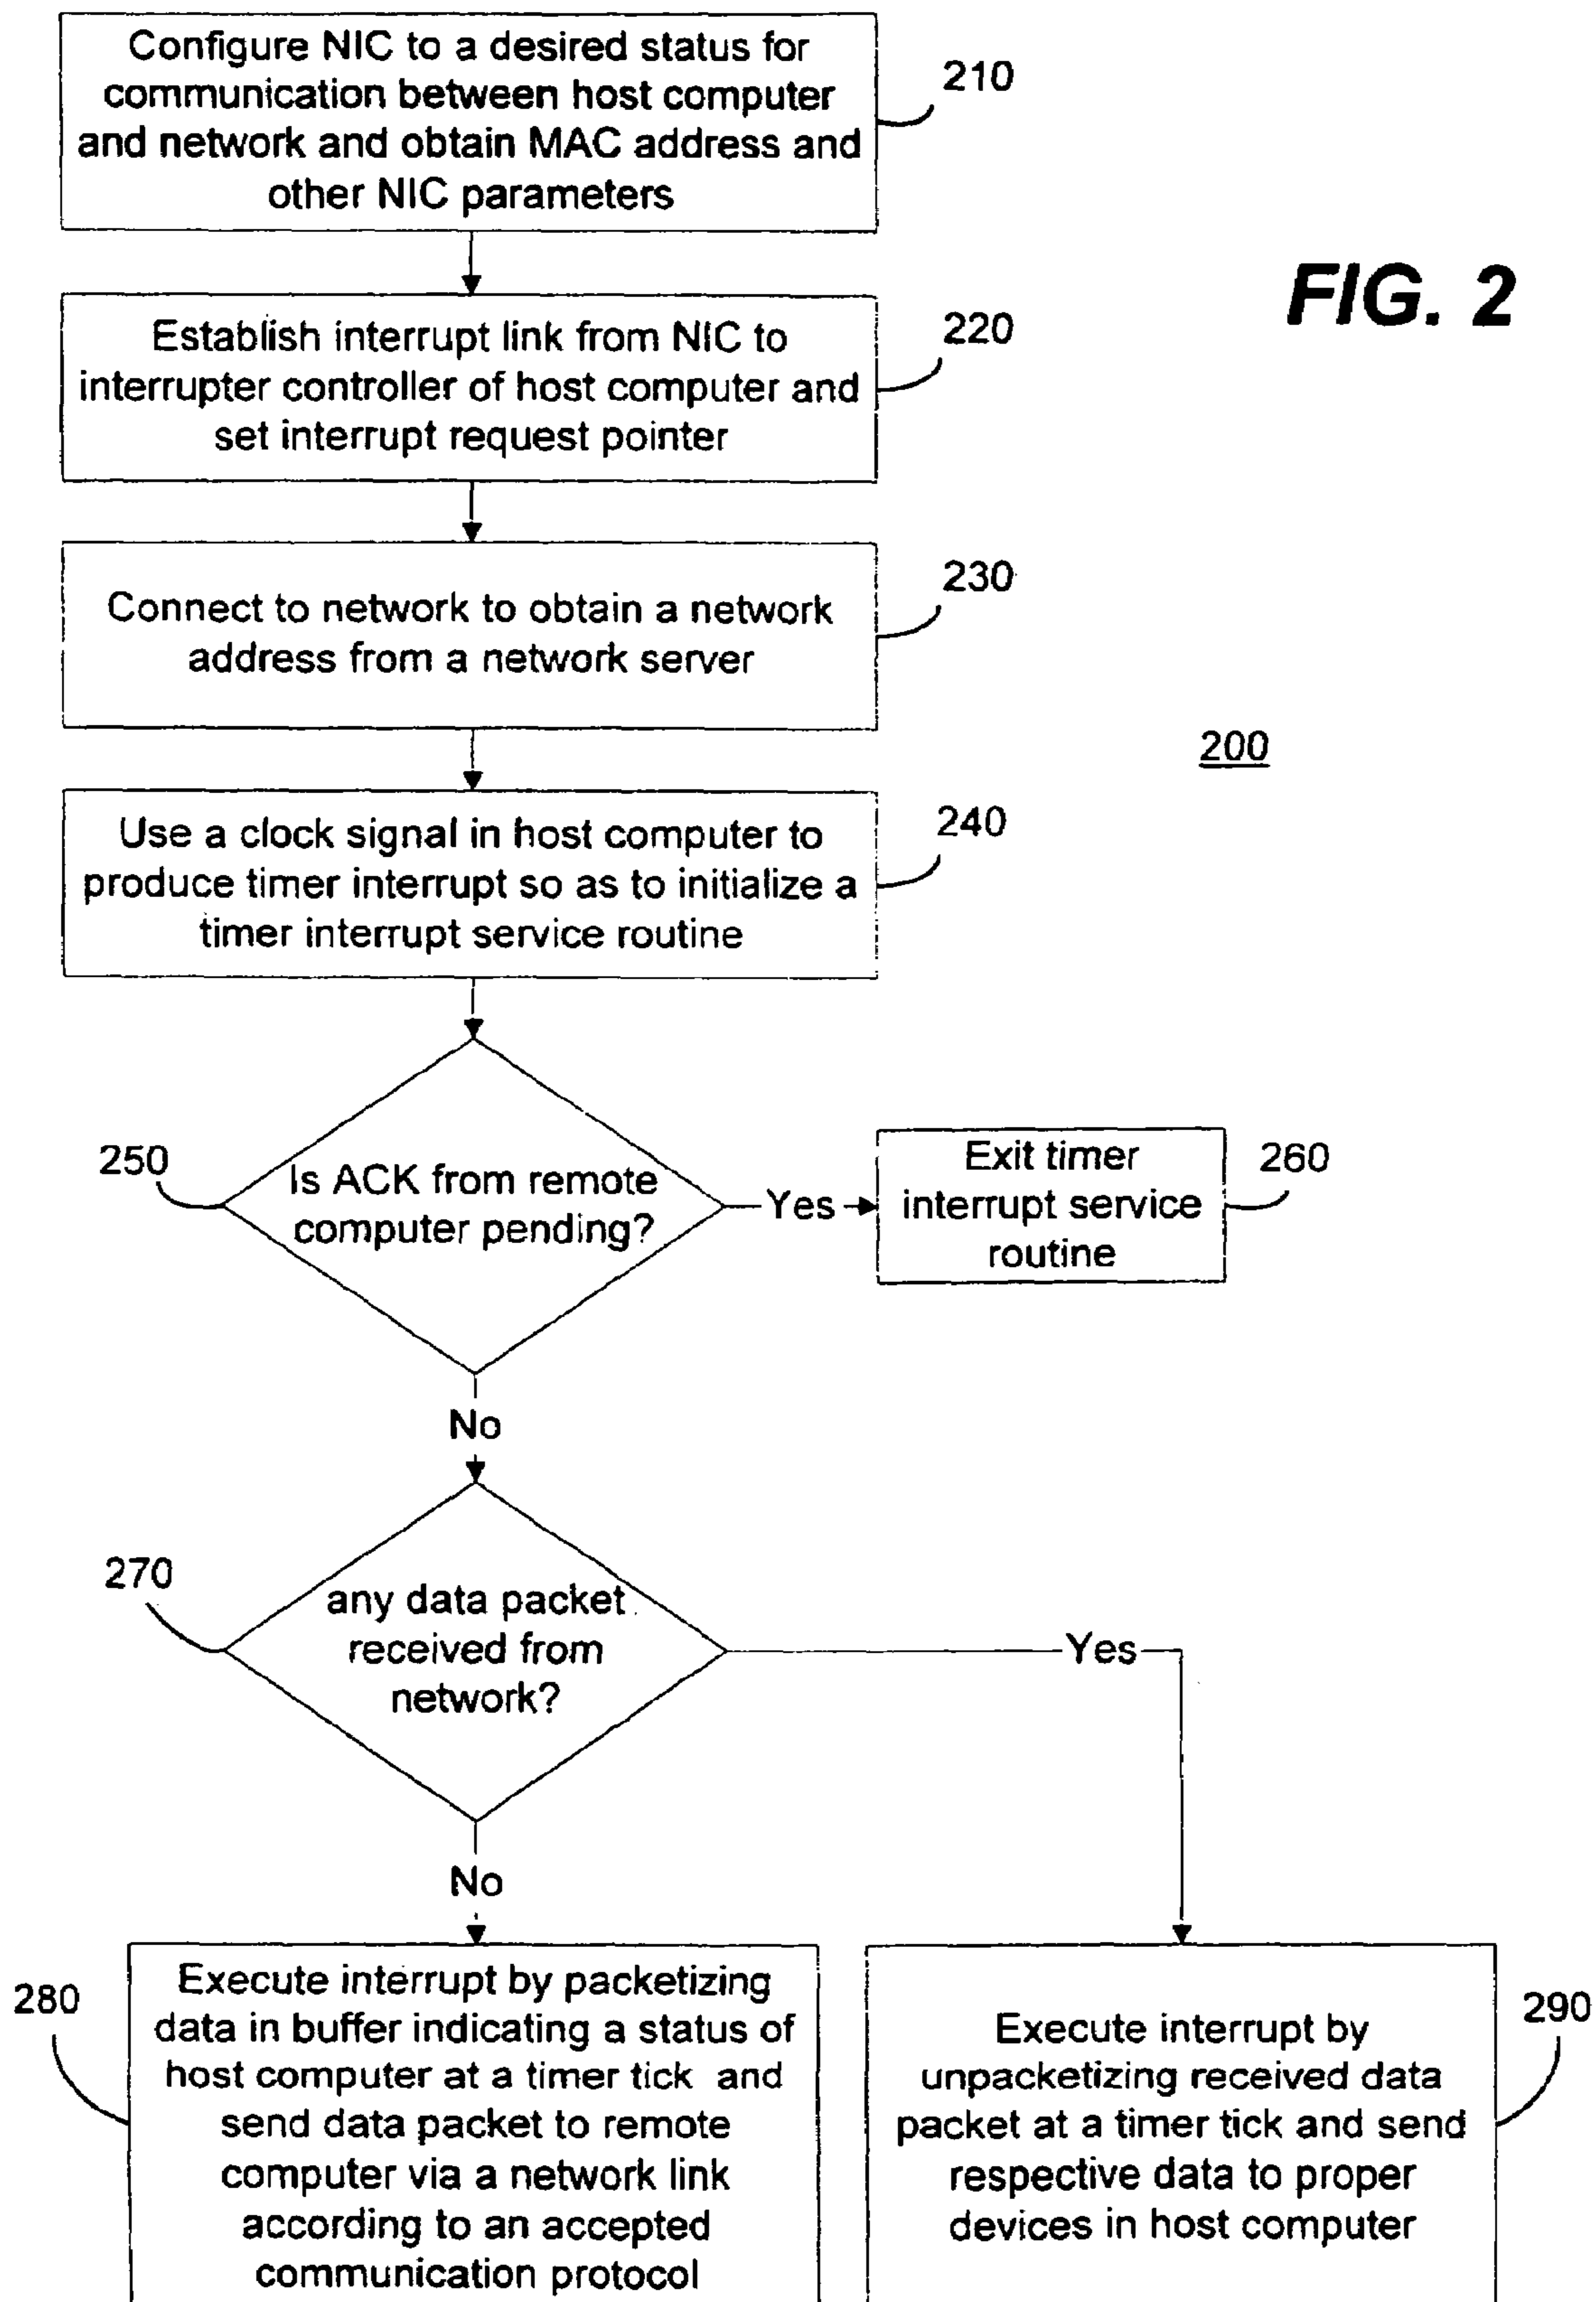 Configure NIC to a desired status for
communication between host computer
and network and obtain MAC address and
other NIC parameters
210
FIG. 2
Establish interrupt link from NIC to
interrupter controller of host computer and
set interrupt request pointer
220
Connect to network to obtain a network
address from a network server
230
200
Use a clock signal in host computer to
produce timer interrupt so as to initialize a
timer interrupt service routine
240
250
Is ACK from remote
computer pending?
Yes
Exit timer
interrupt service
routine
260
No
270
any data packet
received from
network?
Yes
No
280
Execute interrupt by packetizing
data in buffer indicating a status of
host computer at a timer tick and
send data packet to remote
computer via a network link
according to an accepted
communication protocol
Execute interrupt by
unpacketizing received data
packet at a timer tick and send
respective data to proper
devices in host computer
290